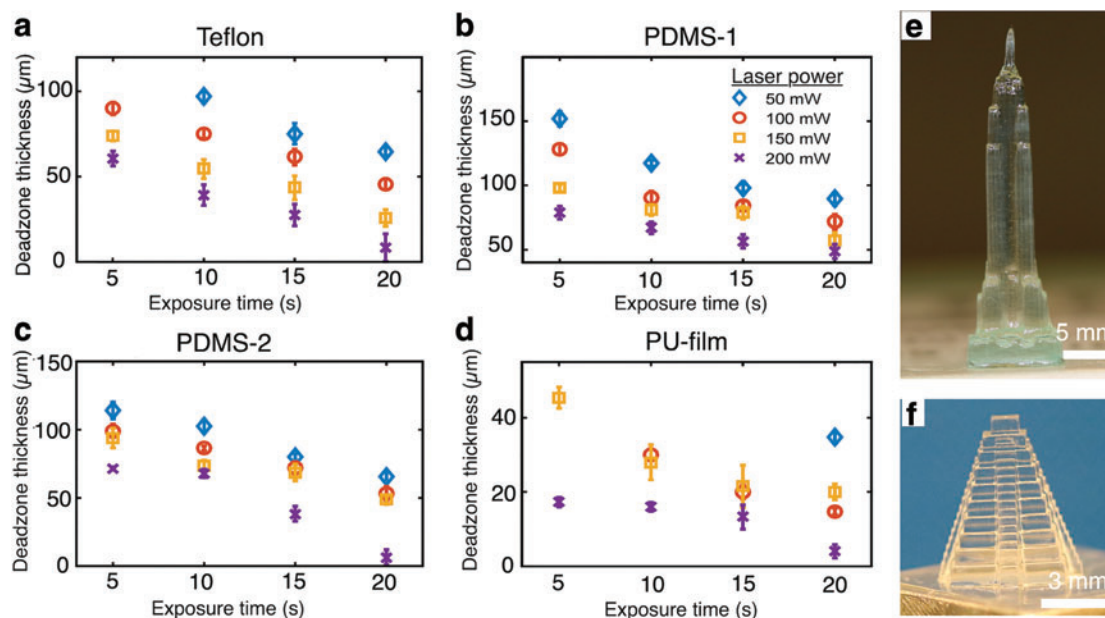 a
Teflon
Deadzone thickness (µm)
100
50
0
5 10 15 20
Exposure time (s)
b
PDMS-1
Deadzone thickness (µm)
150
100
50
5 10 15 20
Exposure time (s)
Laser power
50 mW
100 mW
150 mW
200 mW
c
PDMS-2
Deadzone thickness (µm)
150
100
50
0
5 10 15 20
Exposure time (s)
d
PU-film
Deadzone thickness (µm)
40
20
0
5 10 15 20
Exposure time (s)
e
5 mm
f
3 mm